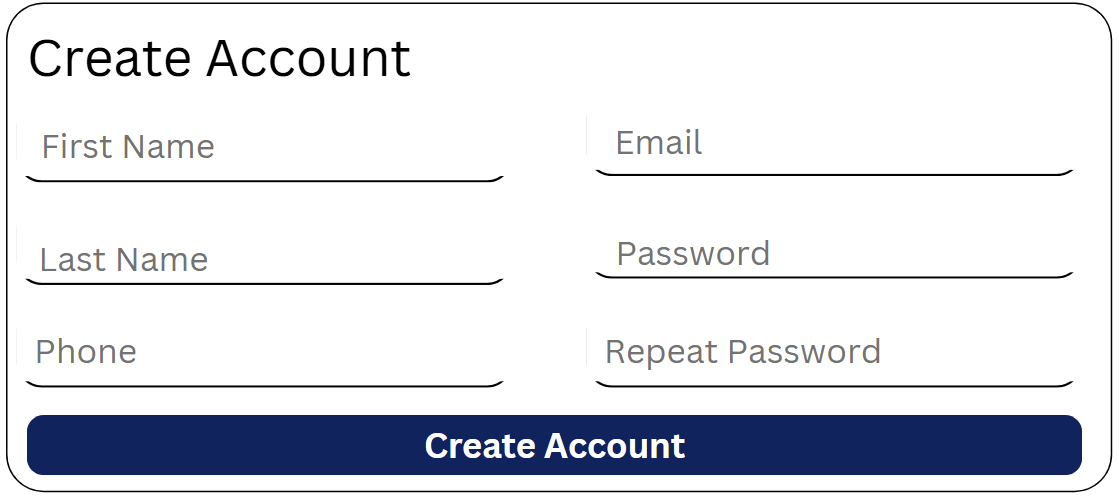 Create Account
First Name
Email
Last Name
Password
Phone
Repeat Password
Create Account